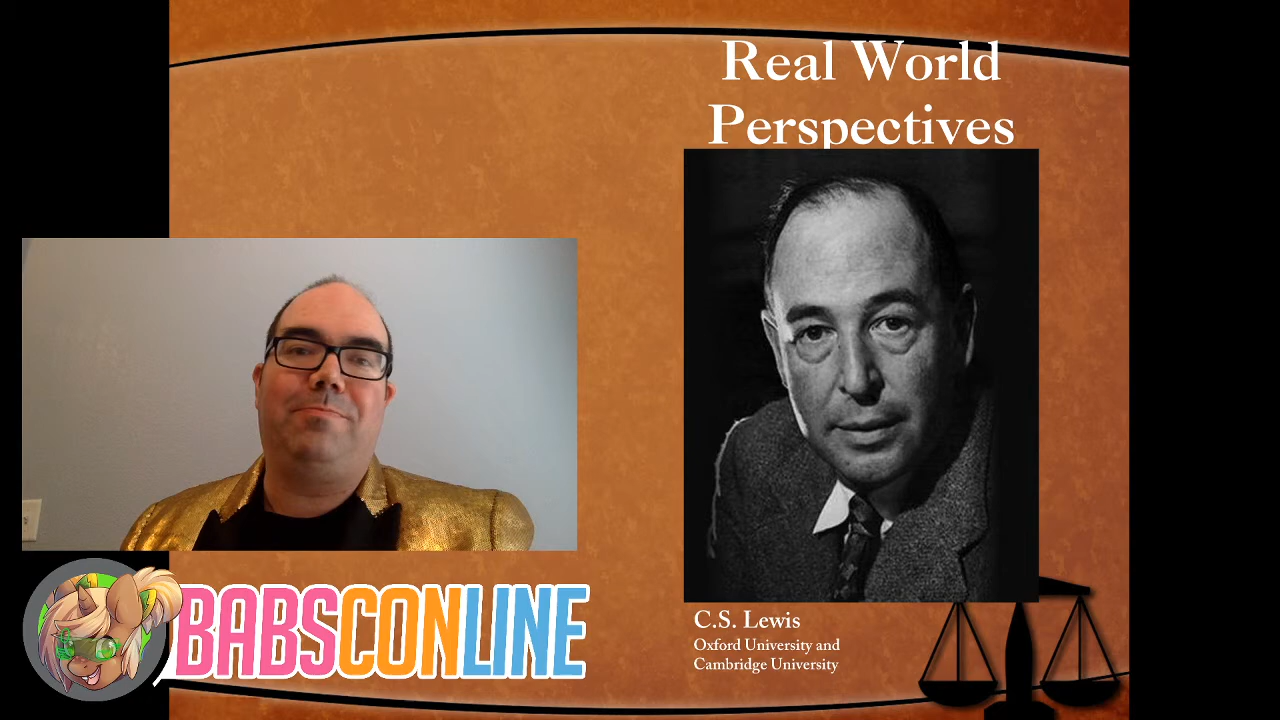 Real World
Perspectives
BABSCONLINE
C.S. Lewis
Oxford University and
Cambridge University